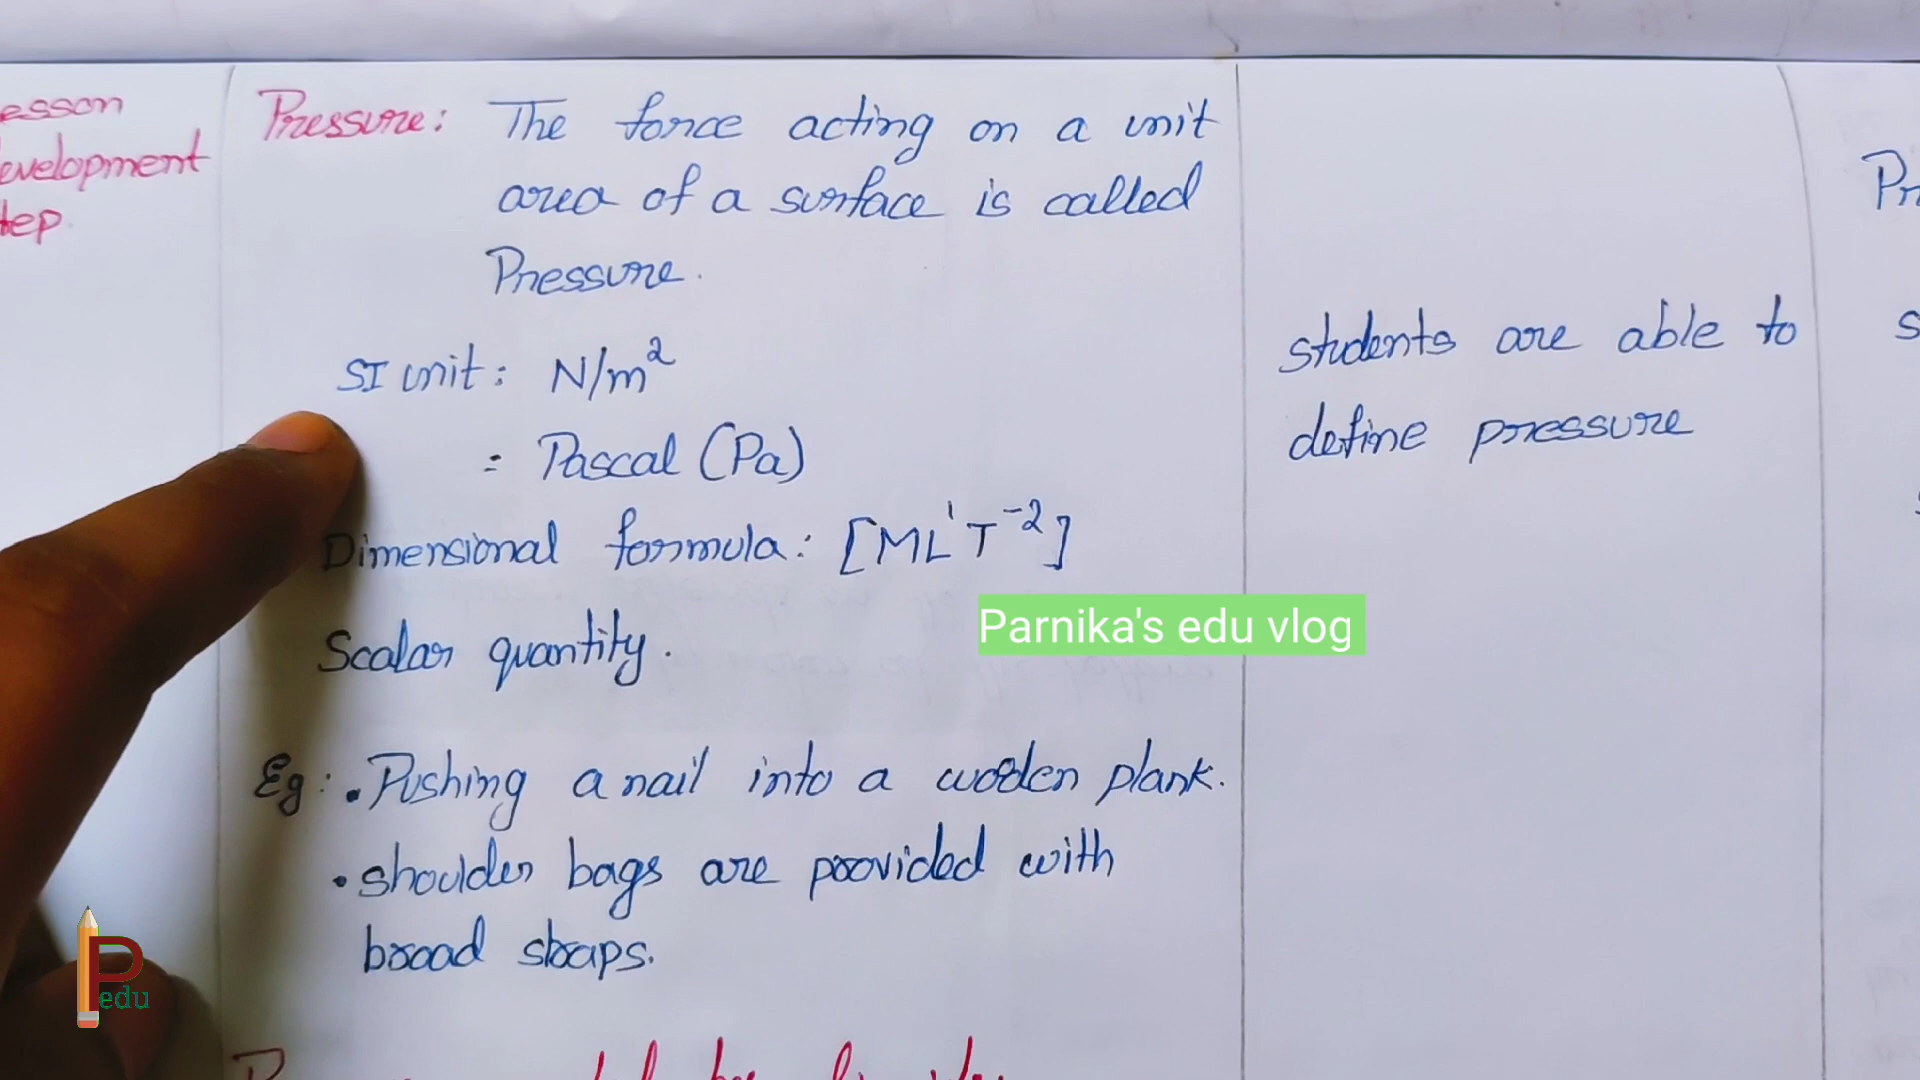 esson
evelopment
tep.
Pressure: The force acting on a unit
area of a surface is called
Pressure.
SI unit: N/m²
= Pascal (Pa)
Dimensional formula: [ML¹T⁻²]
Scalar quantity.
Eg: • Pushing a nail into a wooden plank.
• shoulder bags are provided with
broad straps.
students are able to
define pressure
Pr
s
Parnika's edu vlog
P
edu